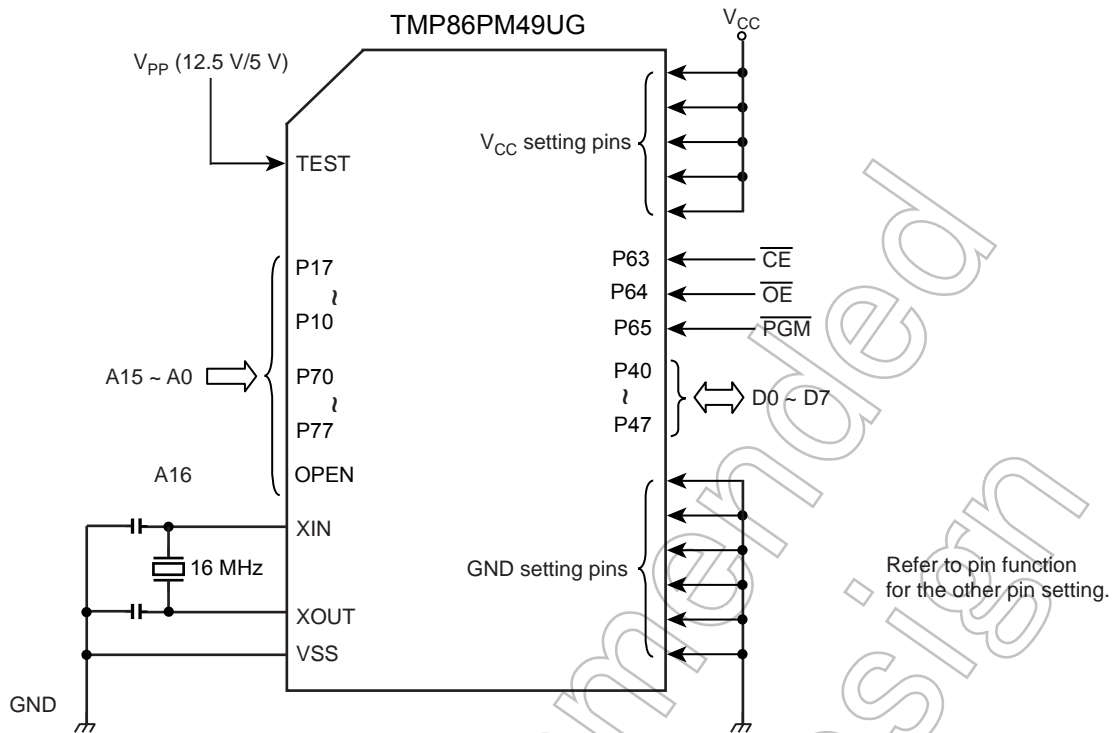 TMP86PM49UG
VCC
VPP (12.5 V/5 V)
VCC setting pins
TEST
P17
~
P10
A15 ~ A0
P70
~
P77
A16
OPEN
XIN
16 MHz
XOUT
VSS
GND
P63
CE
P64
OE
P65
PGM
P40
~
P47
D0 ~ D7
GND setting pins
Refer to pin function
for the other pin setting.
mended
esign